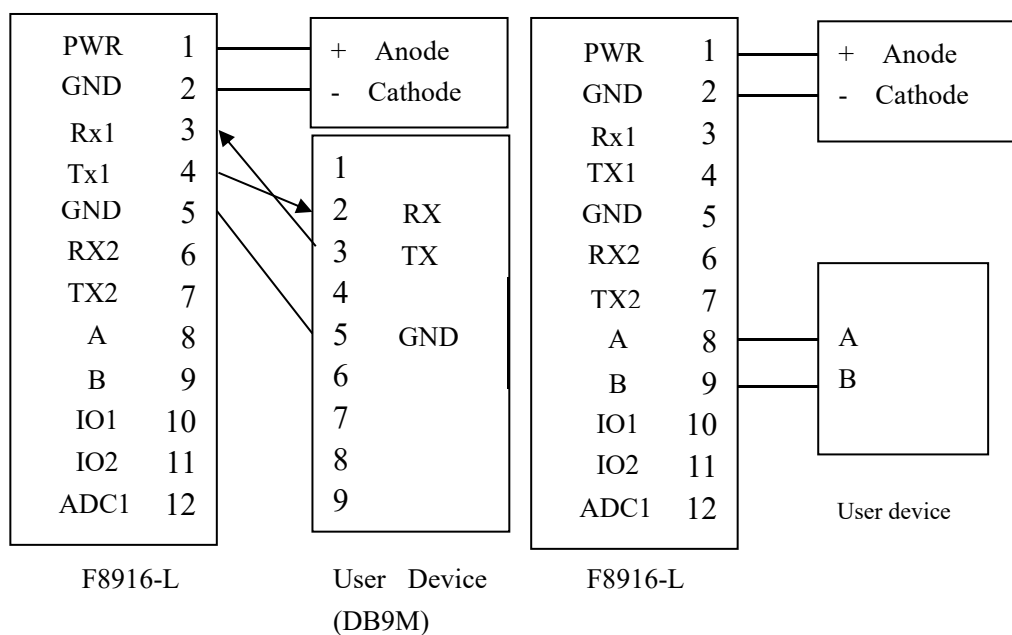 PWR 1
GND 2
Rx1 3
Tx1 4
GND 5
RX2 6
TX2 7
A 8
B 9
IO1 10
IO2 11
ADC1 12
F8916-L
+ Anode
- Cathode
1
2 RX
3 TX
4
5 GND
6
7
8
9
User Device
(DB9M)
PWR 1
GND 2
Rx1 3
TX1 4
GND 5
RX2 6
TX2 7
A 8
B 9
IO1 10
IO2 11
ADC1 12
F8916-L
+ Anode
- Cathode
A
B
User device